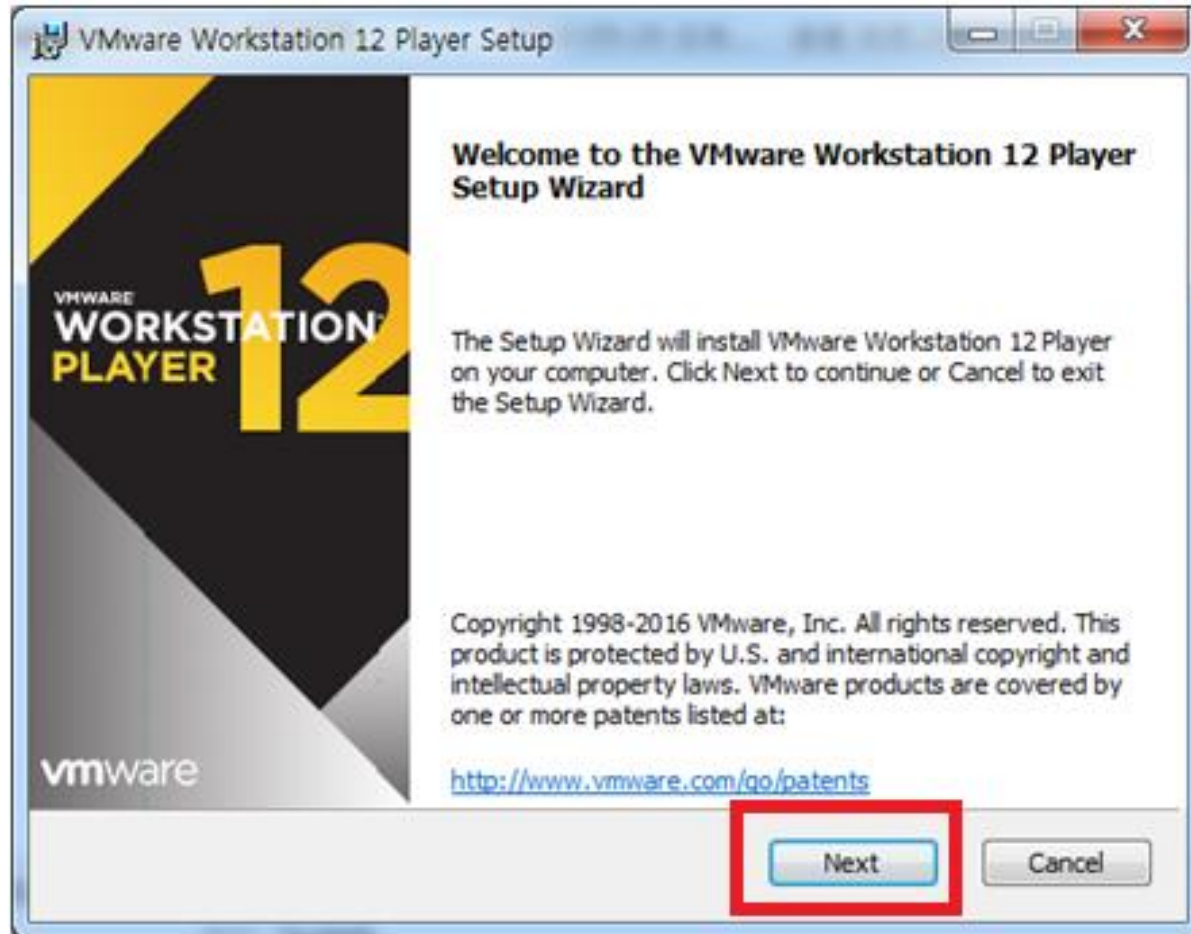 VMware Workstation 12 Player Setup
Welcome to the VMware Workstation 12 Player
Setup Wizard
VMWARE
WORKSTATION
PLAYER
12
The Setup Wizard will install VMware Workstation 12 Player
on your computer. Click Next to continue or Cancel to exit
the Setup Wizard.
Copyright 1998-2016 VMware, Inc. All rights reserved. This
product is protected by U.S. and international copyright and
intellectual property laws. VMware products are covered by
one or more patents listed at:
http://www.vmware.com/go/patents
vmware
Next
Cancel